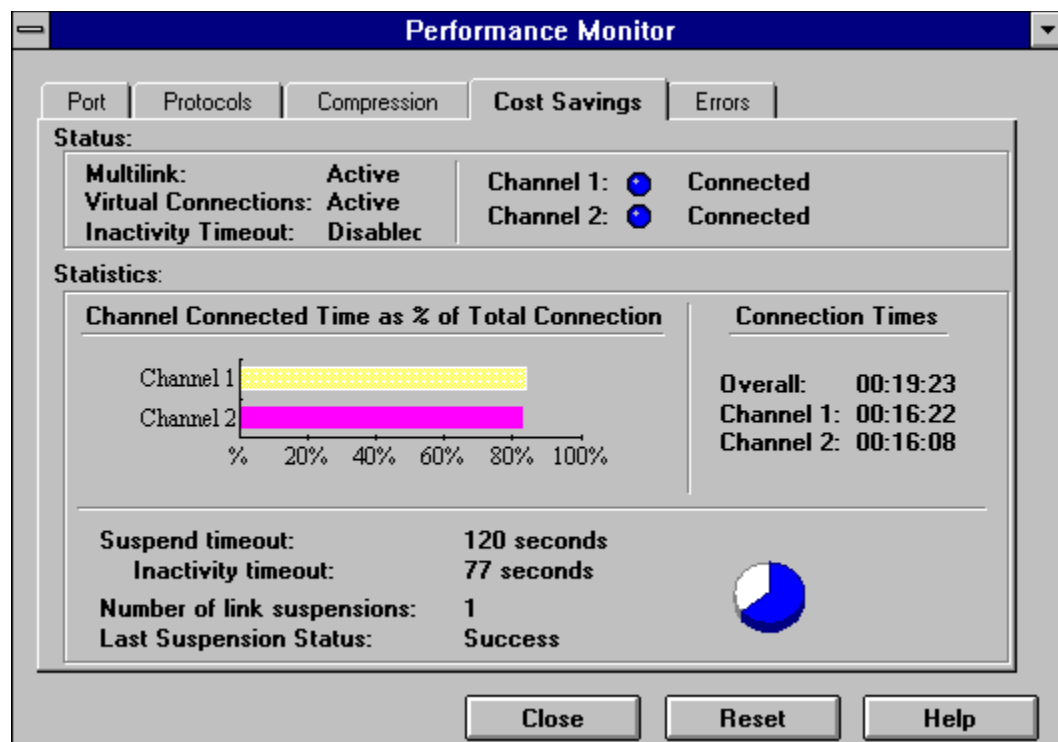 Performance Monitor
Port Protocols Compression Cost Savings Errors
Status:
Multilink: Active
Virtual Connections: Active
Inactivity Timeout: Disabled
Channel 1: Connected
Channel 2: Connected
Statistics:
Channel Connected Time as % of Total Connection
Channel 1
Channel 2
% 20% 40% 60% 80% 100%
Connection Times
Overall: 00:19:23
Channel 1: 00:16:22
Channel 2: 00:16:08
Suspend timeout: 120 seconds
Inactivity timeout: 77 seconds
Number of link suspensions: 1
Last Suspension Status: Success
Close Reset Help